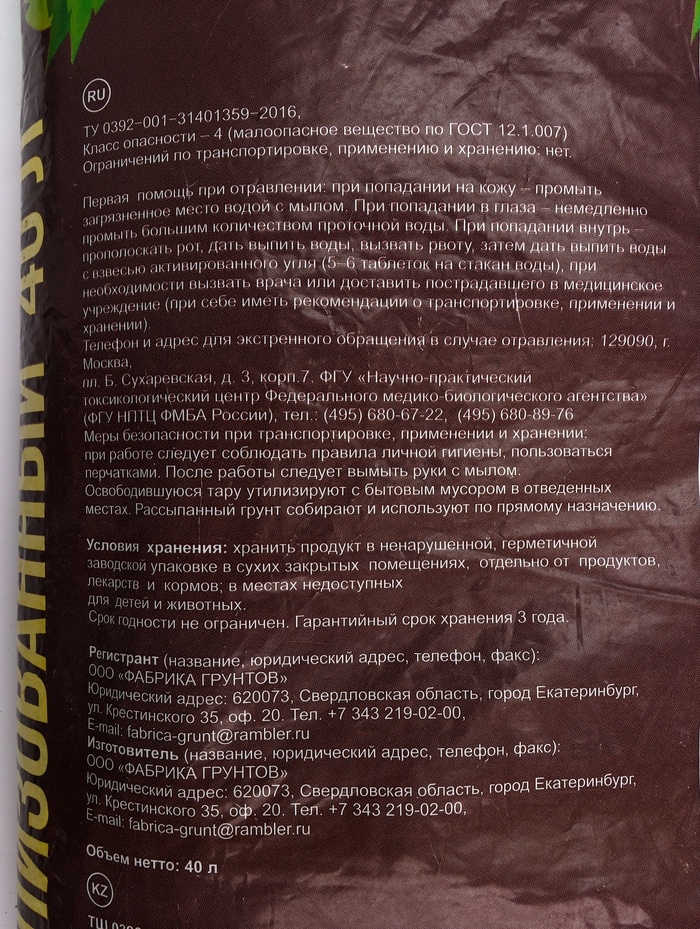 RU
ТУ 0392-001-31401359-2016,
Класс опасности – 4 (малоопасное вещество по ГОСТ 12.1.007)
Ограничений по транспортировке, применению и хранению: нет.
Первая помощь при отравлении: при попадании на кожу – промыть
загрязненное место водой с мылом. При попадании в глаза – немедленно
промыть большим количеством проточной воды. При попадании внутрь –
прополоскать рот, дать выпить воды, вызвать рвоту, затем дать выпить воды
с взвесью активированного угля (5-6 таблеток на стакан воды), при
необходимости вызвать врача или доставить пострадавшего в медицинское
учреждение (при себе иметь рекомендации о транспортировке, применении и
хранении).
Телефон и адрес для экстренного обращения в случае отравления: 129090, г.
Москва,
пл. Б. Сухаревская, д. 3, корп.7. ФГУ «Научно-практический
токсикологический центр Федерального медико-биологического агентства»
(ФГУ НПТЦ ФМБА России), тел.: (495) 680-67-22, (495) 680-89-76
Меры безопасности при транспортировке, применении и хранении:
при работе следует соблюдать правила личной гигиены, пользоваться
перчатками. После работы следует вымыть руки с мылом.
Освободившуюся тару утилизируют с бытовым мусором в отведенных
местах. Рассыпанный грунт собирают и используют по прямому назначению.
Условия хранения: хранить продукт в ненарушенной, герметичной
заводской упаковке в сухих закрытых помещениях, отдельно от продуктов,
лекарств и кормов; в местах недоступных
для детей и животных.
Срок годности не ограничен. Гарантийный срок хранения 3 года.
Регистрант (название, юридический адрес, телефон, факс):
ООО «ФАБРИКА ГРУНТОВ»
Юридический адрес: 620073, Свердловская область, город Екатеринбург,
ул. Крестинского 35, оф. 20. Тел. +7 343 219-02-00,
E-mail: fabrica-grunt@rambler.ru
Изготовитель (название, юридический адрес, телефон, факс):
ООО «ФАБРИКА ГРУНТОВ»
Юридический адрес: 620073, Свердловская область, город Екатеринбург,
ул. Крестинского 35, оф. 20. Тел. +7 343 219-02-00,
E-mail: fabrica-grunt@rambler.ru
Объем нетто: 40 л
KZ